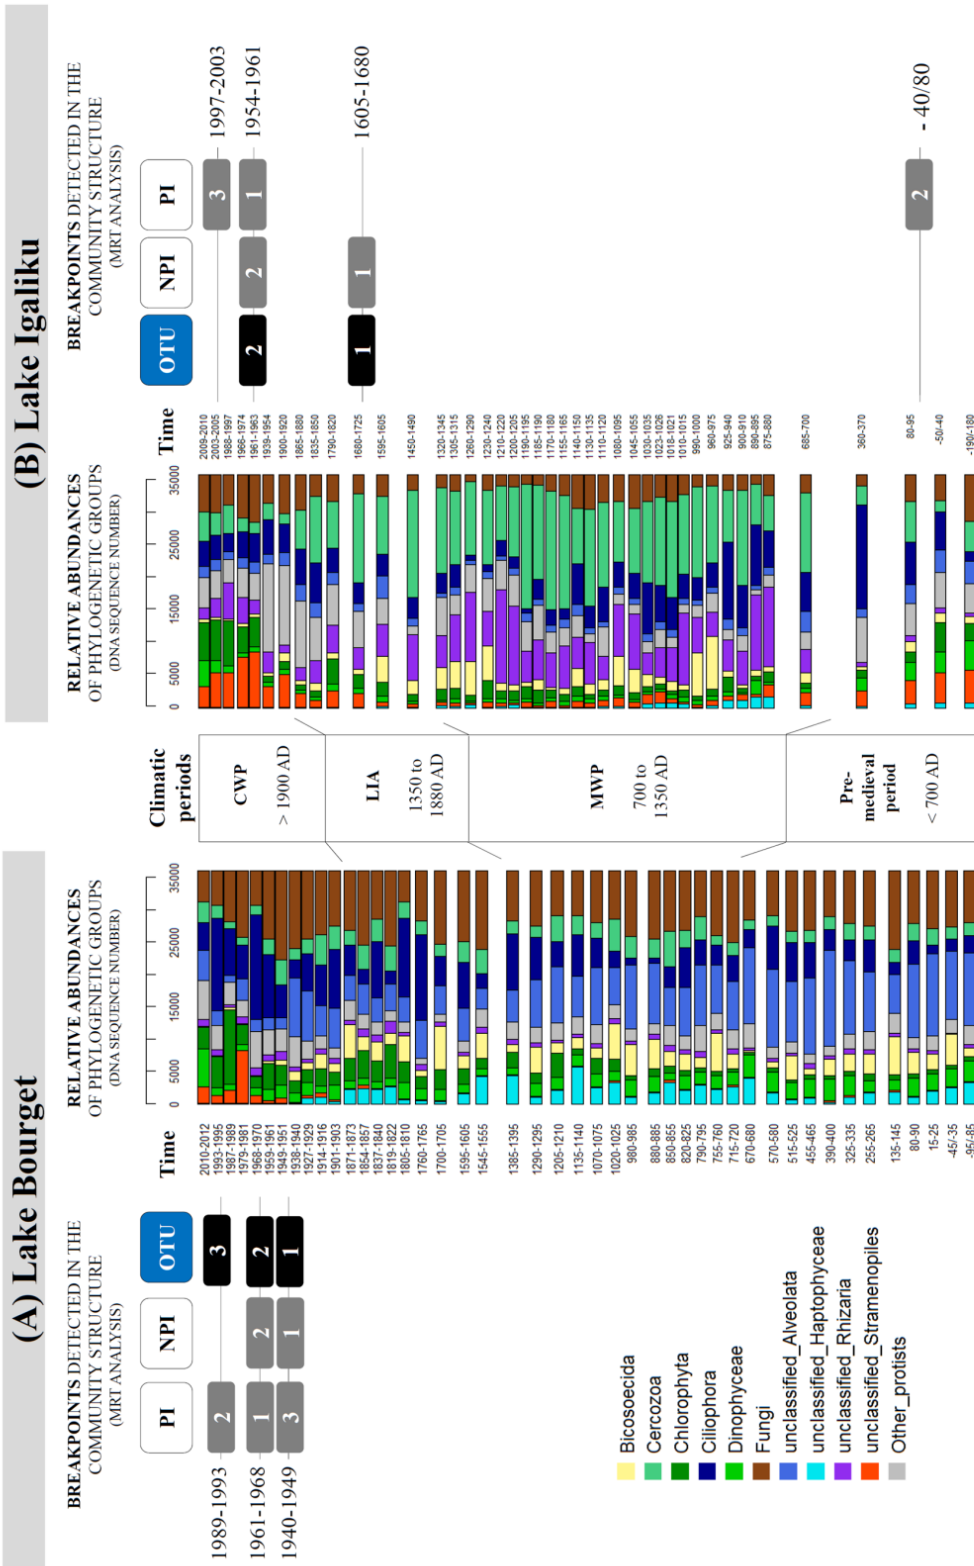 (A) Lake Bourget
BREAKPOINTS DETECTED IN THE
COMMUNITY STRUCTURE
(MRT ANALYSIS)
PI
NPI
OTU
1989-1993
2
3
1961-1968
1
2
2
1940-1949
3
1
1
Time
2010-2012
1993-1995
1987-1989
1979-1981
1968-1970
1959-1961
1949-1951
1938-1940
1927-1929
1914-1916
1901-1903
1871-1873
1854-1857
1837-1840
1819-1822
1805-1810
1760-1765
1700-1705
1595-1605
1545-1555
1385-1395
1290-1295
1205-1210
1135-1140
1070-1075
1020-1025
980-985
880-885
850-855
820-825
790-795
755-760
715-720
670-680
570-580
515-525
455-465
390-400
325-335
255-265
135-145
80-90
15-25
-45/-35
-95/-85
RELATIVE ABUNDANCES
OF PHYLOGENETIC GROUPS
(DNA SEQUENCE NUMBER)
0
5000
15000
25000
35000
Bicosoecida
Cercozoa
Chlorophyta
Ciliophora
Dinophyceae
Fungi
unclassified_Alveolata
unclassified_Haptophyceae
unclassified_Rhizaria
unclassified_Stramenopiles
Other_protists
Climatic
periods
CWP
> 1900 AD
LIA
1350 to
1880 AD
MWP
700 to
1350 AD
Pre-
medieval
period
< 700 AD
(B) Lake Igaliku
RELATIVE ABUNDANCES
OF PHYLOGENETIC GROUPS
(DNA SEQUENCE NUMBER)
0
5000
15000
25000
35000
Time
2009-2010
2003-2005
1988-1997
1966-1974
1961-1963
1939-1954
1900-1920
1865-1880
1835-1850
1790-1820
1680-1725
1595-1605
1450-1490
1320-1345
1305-1315
1260-1290
1230-1240
1210-1220
1200-1205
1190-1195
1185-1190
1170-1180
1155-1165
1140-1150
1130-1135
1110-1120
1080-1095
1045-1055
1030-1035
1023-1026
1018-1021
1010-1015
990-1000
960-975
925-940
900-910
890-895
875-880
685-700
360-370
80-95
-50/40
-190/-180
BREAKPOINTS DETECTED IN THE
COMMUNITY STRUCTURE
(MRT ANALYSIS)
OTU
NPI
PI
3
1997-2003
2
2
1
1954-1961
1
1
1605-1680
2
- 40/80